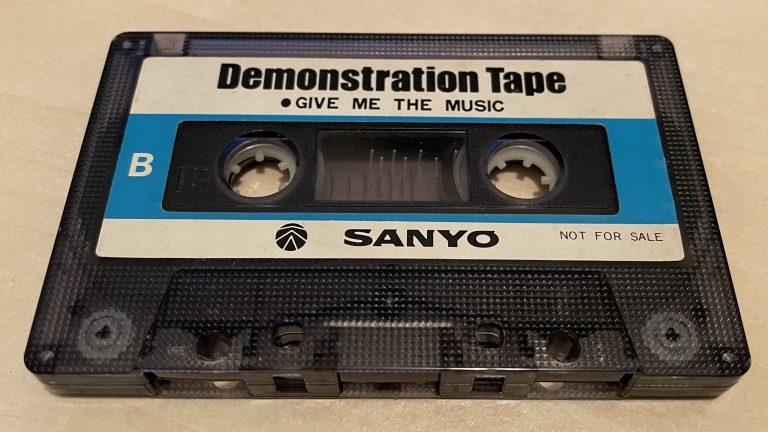 Demonstration Tape
●GIVE ME THE MUSIC
B
SANYO
NOT FOR SALE